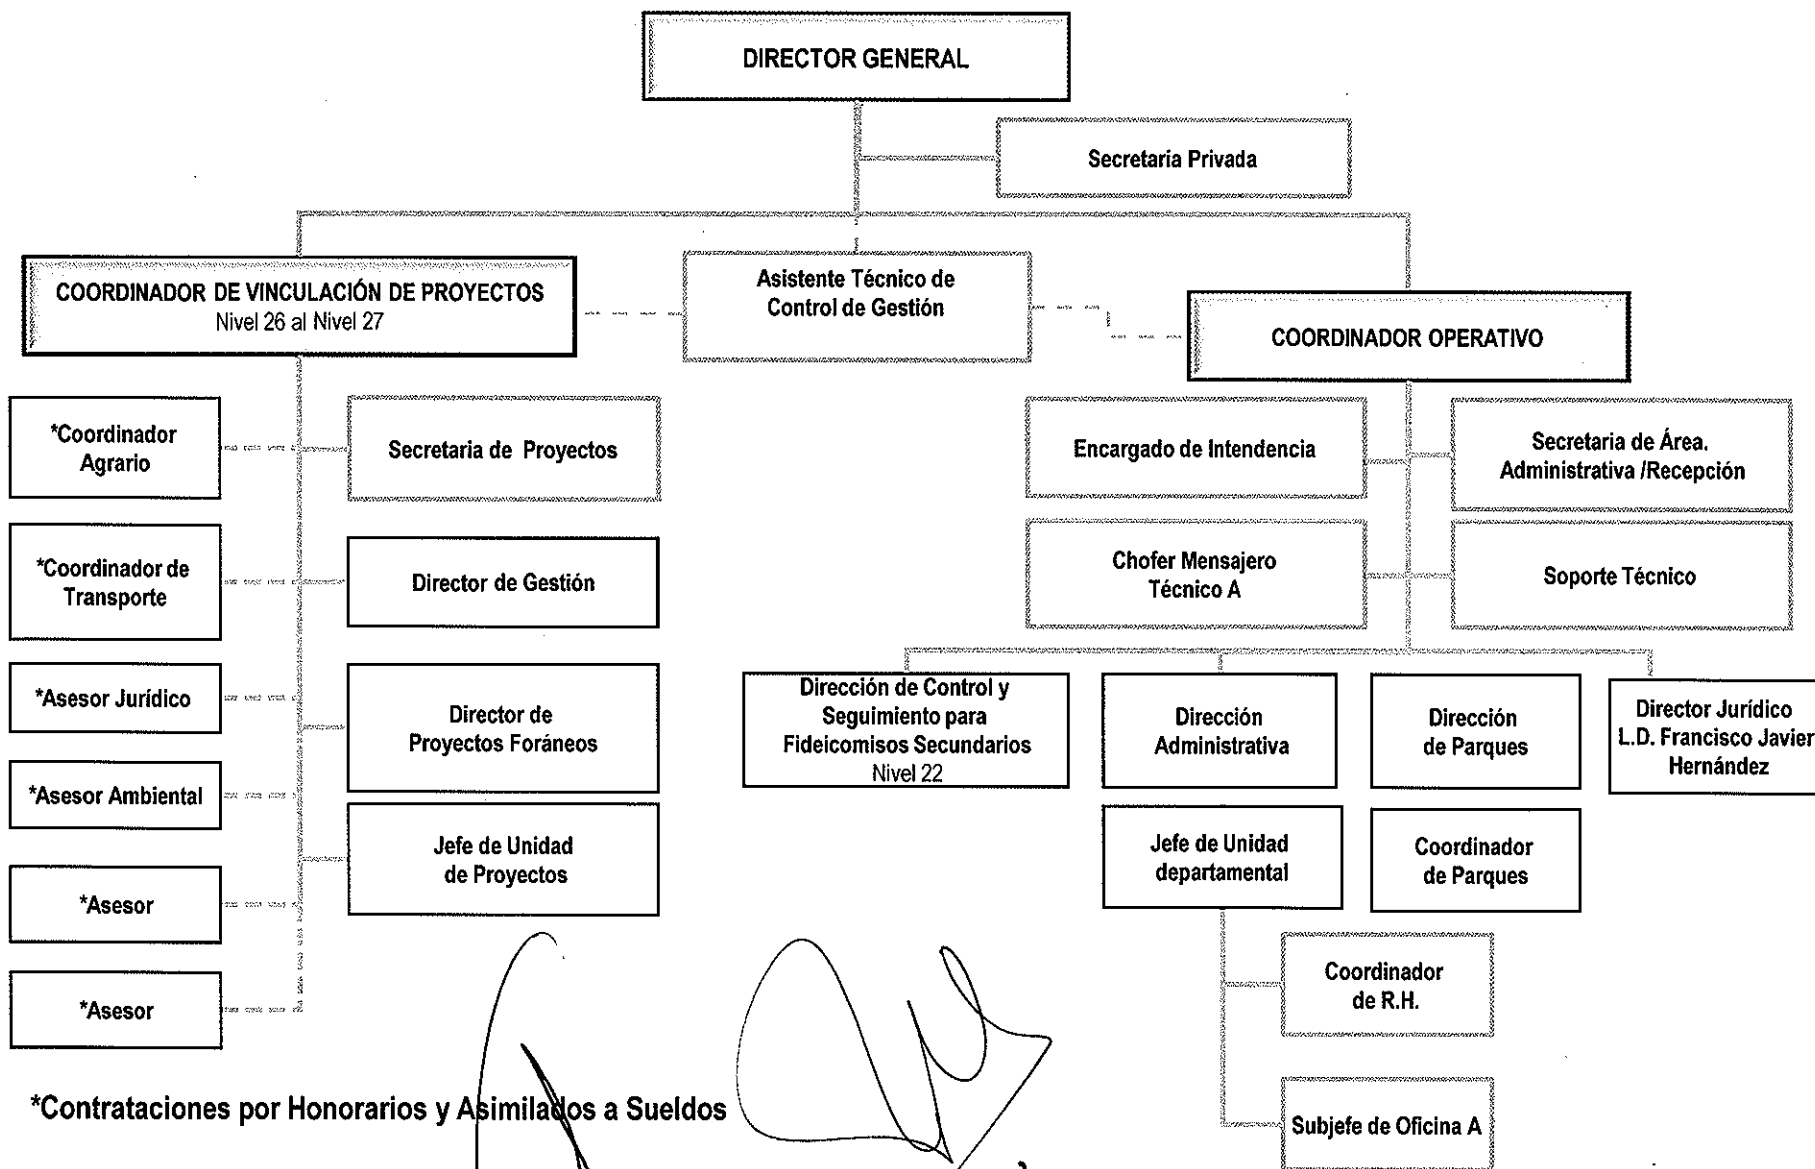 DIRECTOR GENERAL
Secretaria Privada
COORDINADOR DE VINCULACIÓN DE PROYECTOS
Nivel 26 al Nivel 27
Asistente Técnico de
Control de Gestión
COORDINADOR OPERATIVO
*Coordinador
Agrario
Secretaria de Proyectos
*Coordinador de
Transporte
Director de Gestión
*Asesor Jurídico
Director de
Proyectos Foráneos
*Asesor Ambiental
Jefe de Unidad
de Proyectos
*Asesor
*Asesor
Encargado de Intendencia
Secretaria de Área.
Administrativa /Recepción
Chofer Mensajero
Técnico A
Soporte Técnico
Dirección de Control y
Seguimiento para
Fideicomisos Secundarios
Nivel 22
Dirección
Administrativa
Dirección
de Parques
Director Jurídico
L.D. Francisco Javier
Hernández
Jefe de Unidad
departamental
Coordinador
de Parques
Coordinador
de R.H.
Subjefe de Oficina A
*Contrataciones por Honorarios y Asimilados a Sueldos